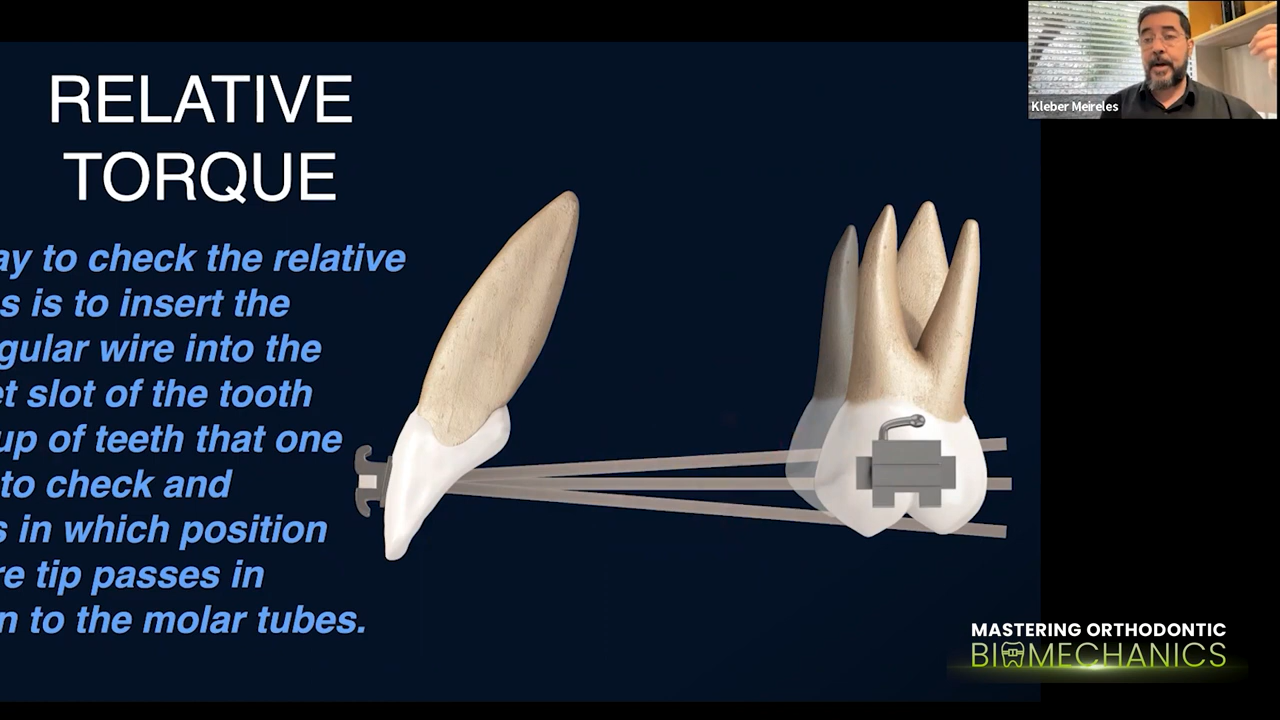 RELATIVE
TORQUE
ay to check the relative
s is to insert the
gular wire into the
et slot of the tooth
up of teeth that one
to check and
s in which position
re tip passes in
n to the molar tubes.
Kleber Meireles
MASTERING ORTHODONTIC
BIOMECHANICS